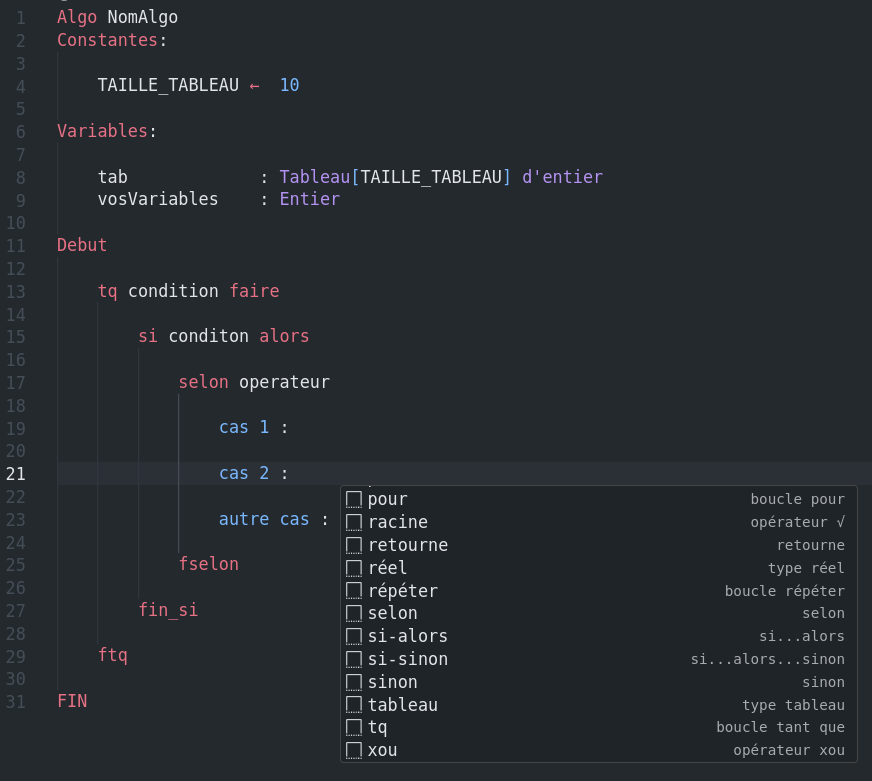 1 Algo NomAlgo
2 Constantes:
3
4 TAILLE_TABLEAU ← 10
5
6 Variables:
7
8 tab : Tableau[TAILLE_TABLEAU] d'entier
9 vosVariables : Entier
10
11 Debut
12
13 tq condition faire
14
15 si conditon alors
16
17 selon operateur
18
19 cas 1 :
20
21 cas 2 :
22
pour boucle pour
racine opérateur √
23 autre cas :
retourne retourne
24
réel type réel
25 fselon
répéter boucle répéter
26
selon selon
27 fin_si
si-alors si...alors
28
si-sinon si...alors...sinon
29 ftq
sinon sinon
30
tableau type tableau
31 FIN
tq boucle tant que
xou opérateur xou